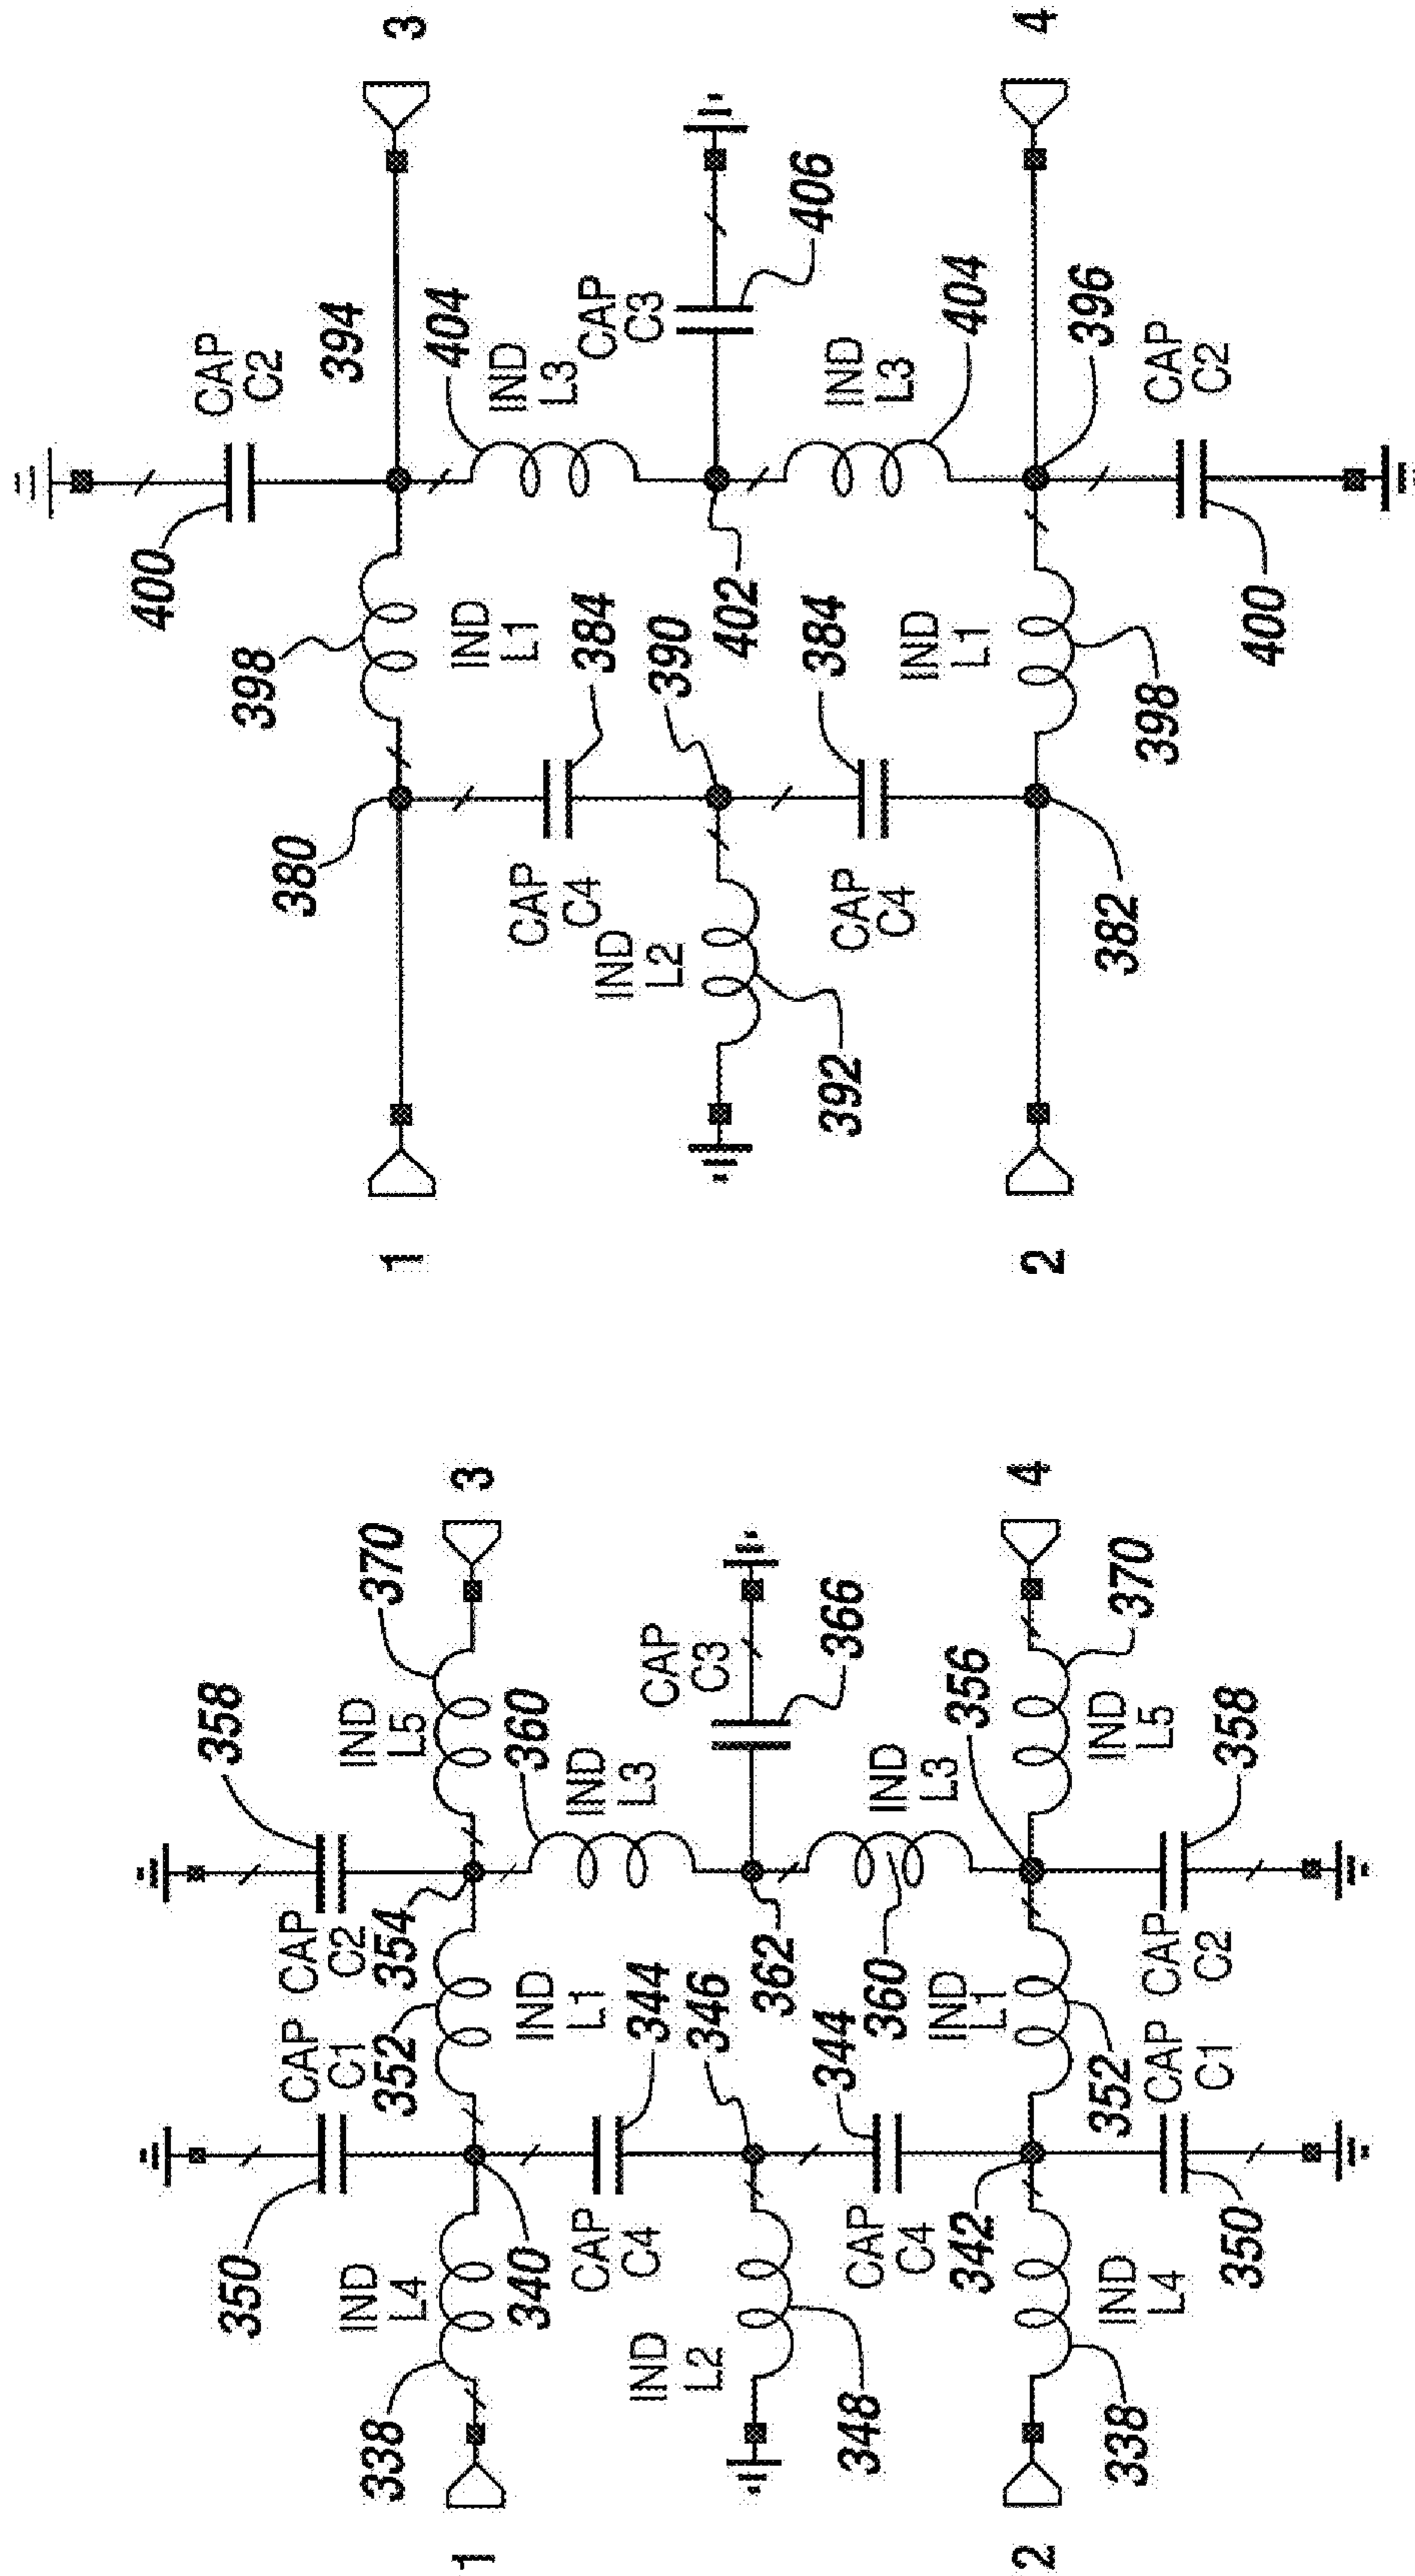 358
370
3
CAP
C2
354
IND
L5
360
IND
L3
CAP
C3
366
356
IND
L3
370
4
IND
L5
358
350
CAP
C1
352
IND
L1
344
346
362
360
344
IND
L1
352
CAP
C2
CAP
C1
338
IND
L4
340
CAP
C4
IND
L2
348
CAP
C4
342
IND
L4
350
338
1
2
400
CAP
C2
394
3
404
IND
L3
CAP
C3
406
IND
L3
404
396
CAP
C2
4
398
IND
L1
384
390
402
384
IND
L1
398
400
380
CAP
C4
IND
L2
392
CAP
C4
382
1
2